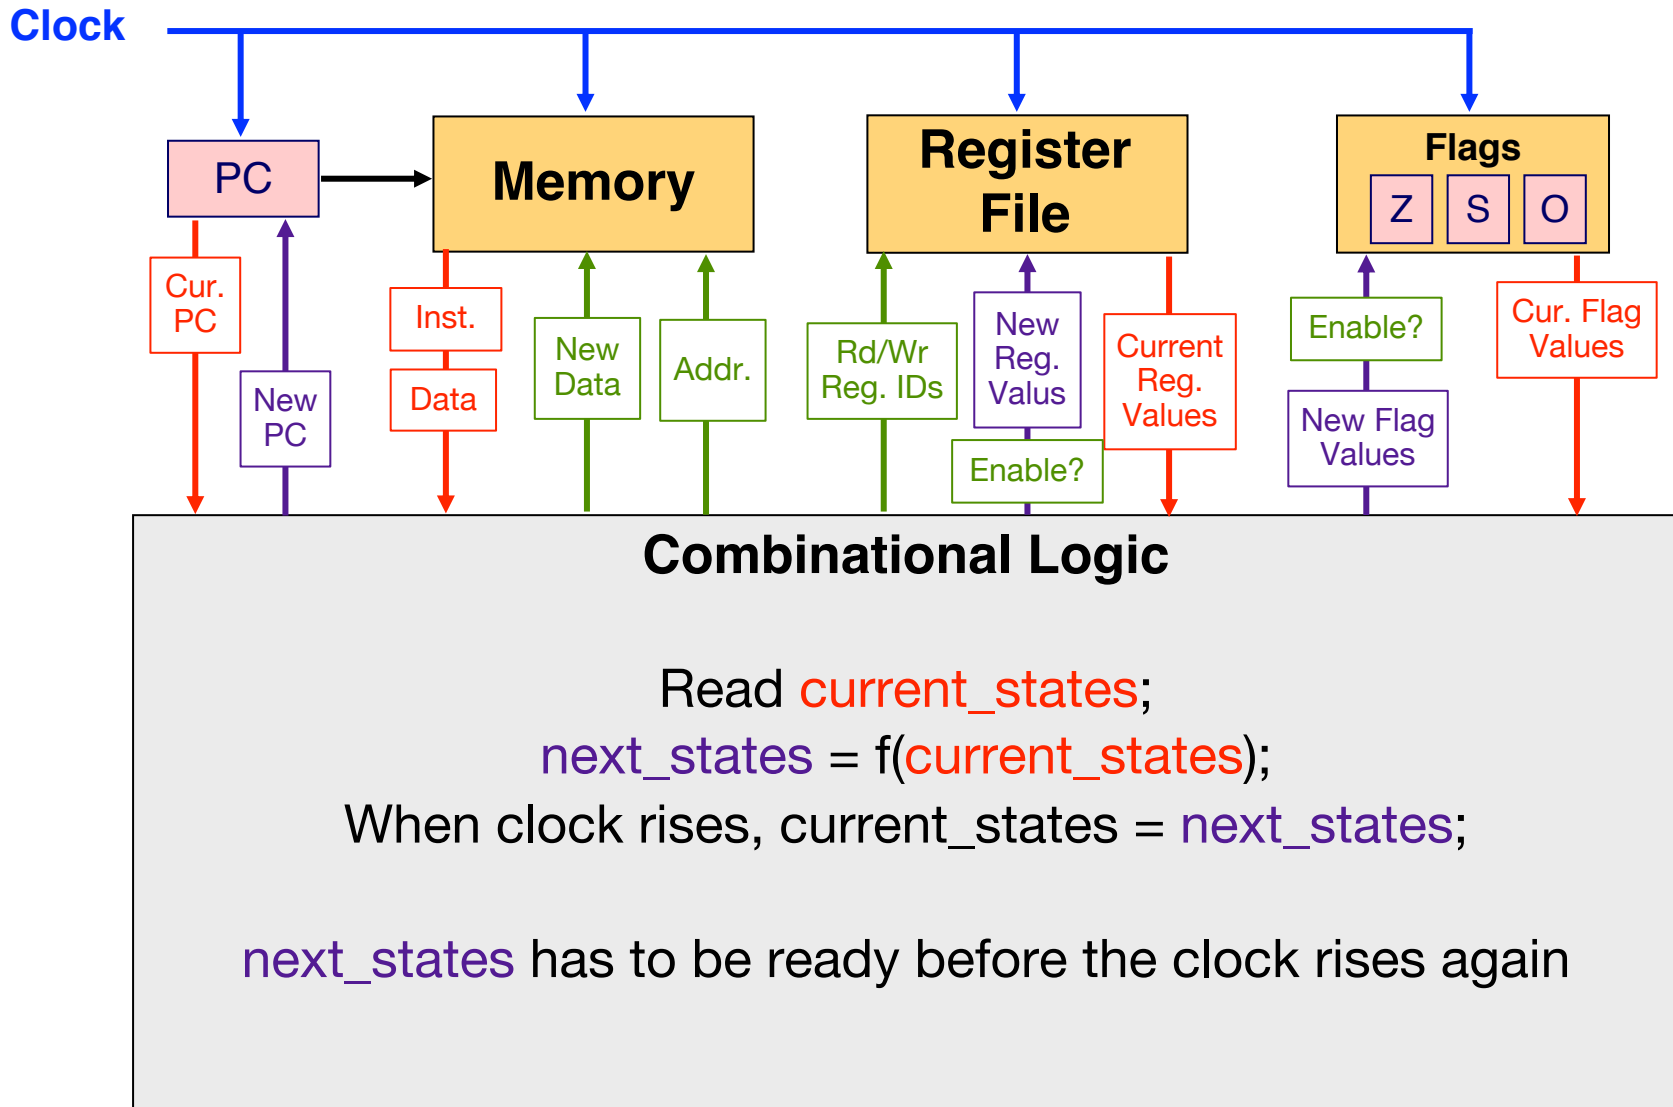 Clock
PC
Memory
Register
File
Flags
Z S O
Cur.
PC
New
PC
Inst.
Data
New
Data
Addr.
Rd/Wr
Reg. IDs
New
Reg.
Valus
Enable?
Current
Reg.
Values
Enable?
New Flag
Values
Cur. Flag
Values
Combinational Logic
Read current_states;
next_states = f(current_states);
When clock rises, current_states = next_states;
next_states has to be ready before the clock rises again